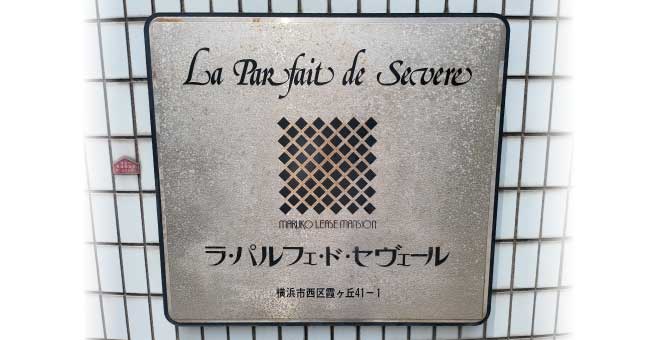 La Parfait de Severe
MARUKO LEASE MANSION
ラ・パルフェ・ド・セヴェール
横浜市西区霞ヶ丘41−1